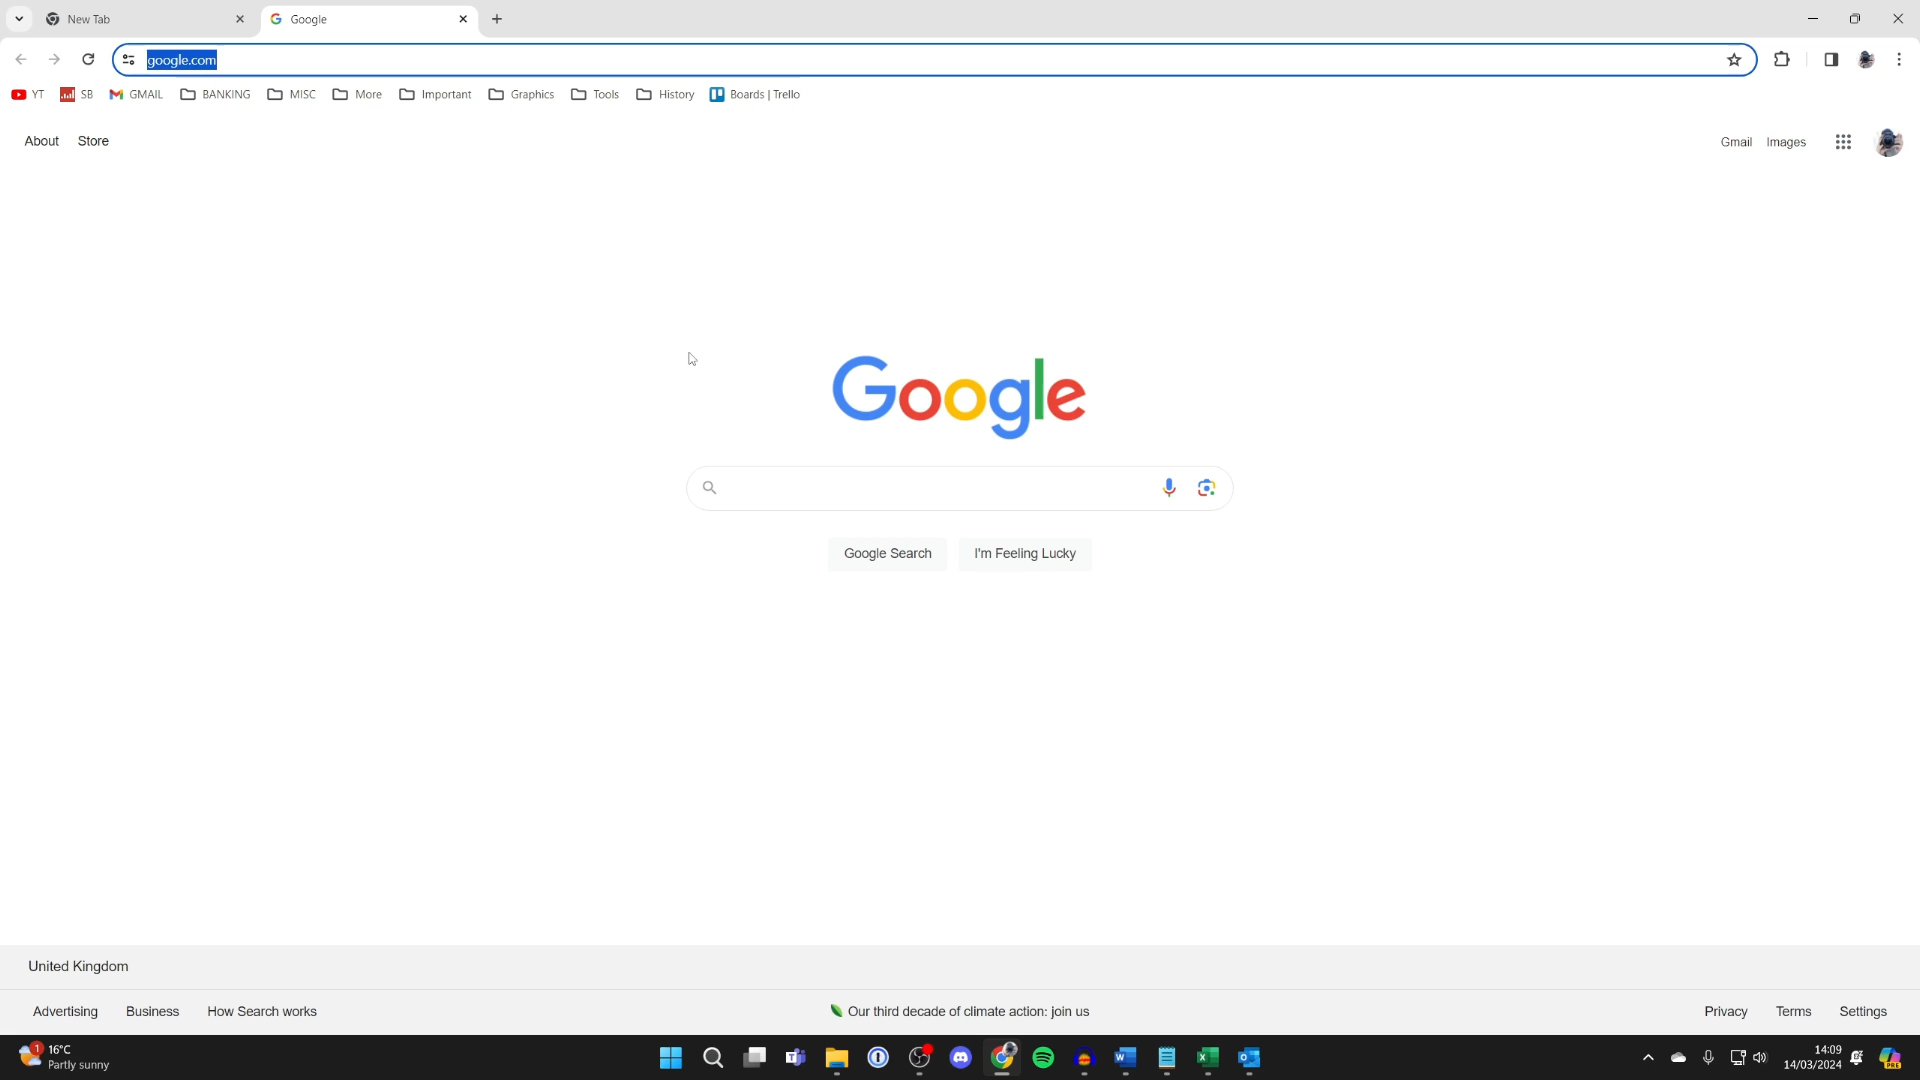 New Tab
Google
google.com
YT SB GMAIL BANKING MISC More Important Graphics Tools History Boards | Trello
About Store
Gmail Images
Google
Google Search I'm Feeling Lucky
United Kingdom
Advertising Business How Search works
Our third decade of climate action: join us
Privacy Terms Settings
1 16°C
Partly sunny
14:09
14/03/2024